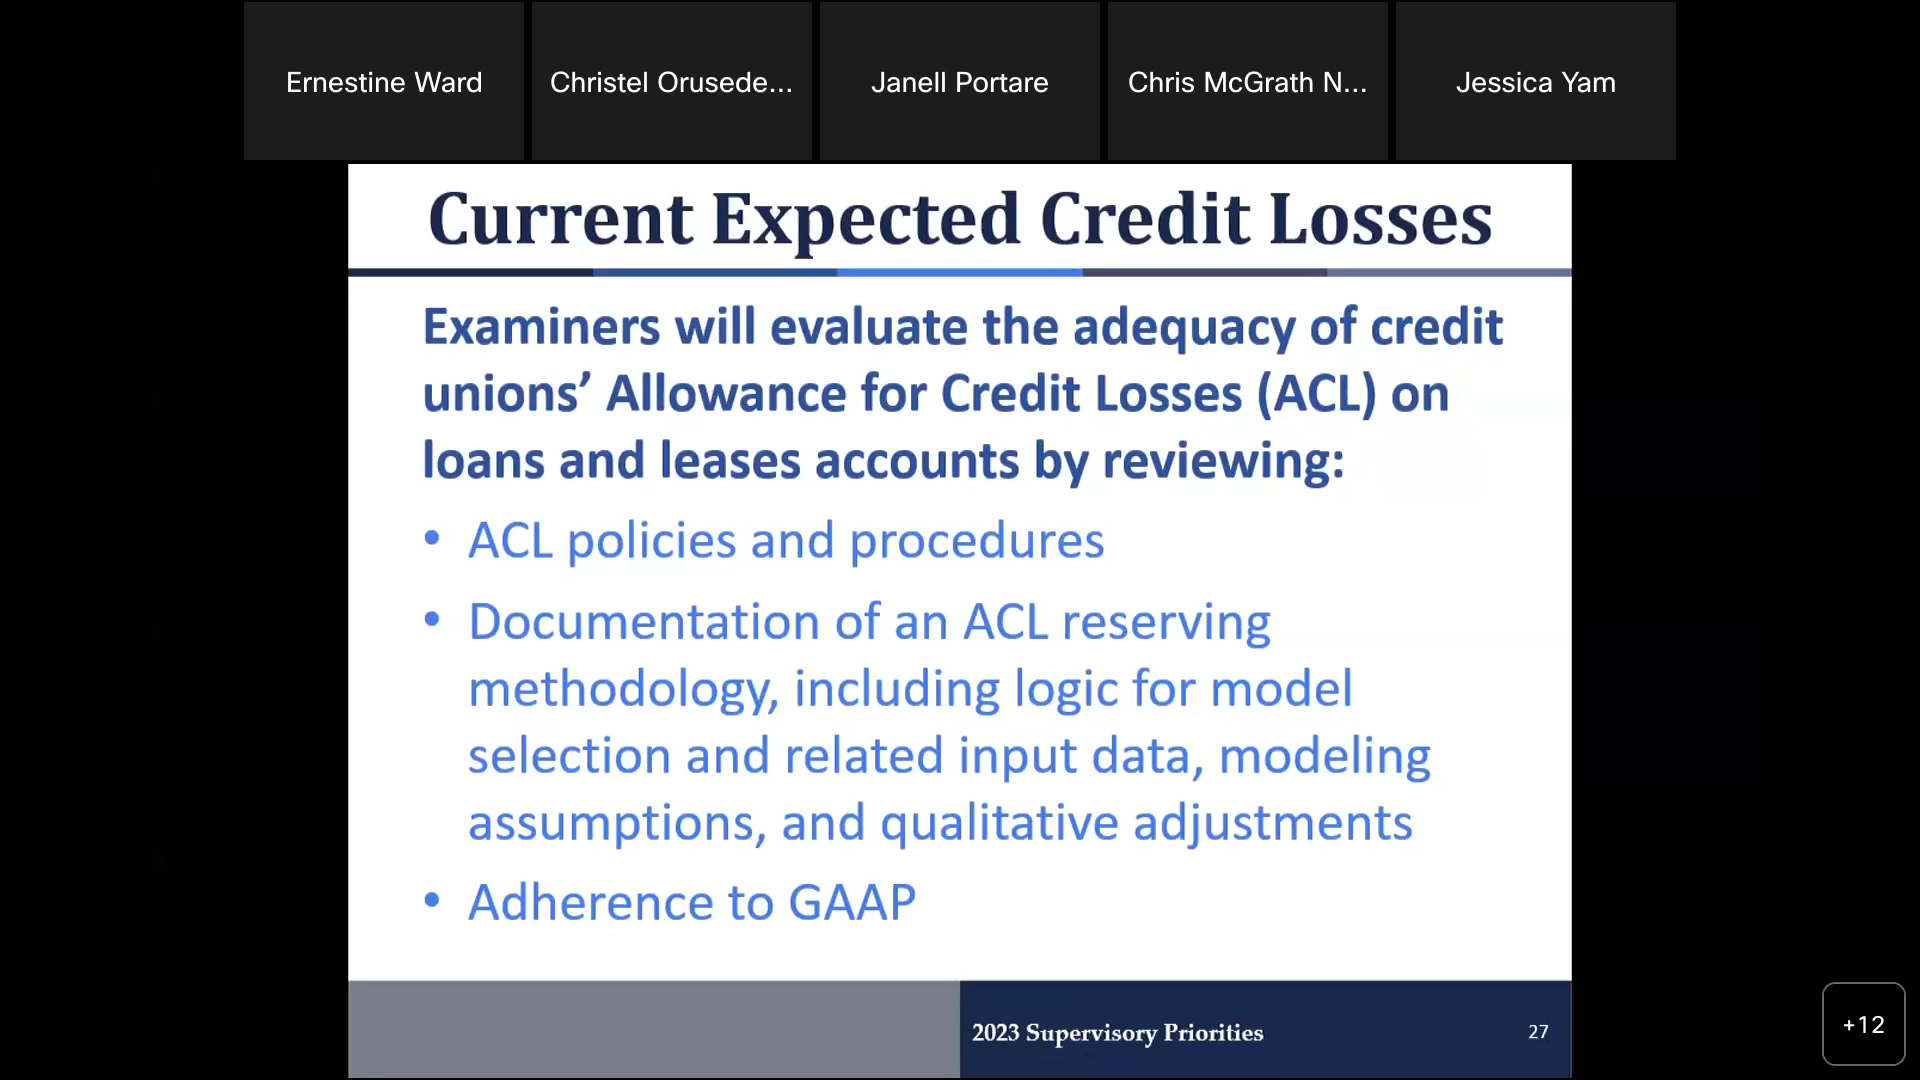 Ernestine Ward
Christel Orusede...
Janell Portare
Chris McGrath N...
Jessica Yam
Current Expected Credit Losses
Examiners will evaluate the adequacy of credit
unions’ Allowance for Credit Losses (ACL) on
loans and leases accounts by reviewing:
• ACL policies and procedures
• Documentation of an ACL reserving
methodology, including logic for model
selection and related input data, modeling
assumptions, and qualitative adjustments
• Adherence to GAAP
2023 Supervisory Priorities
27
+12